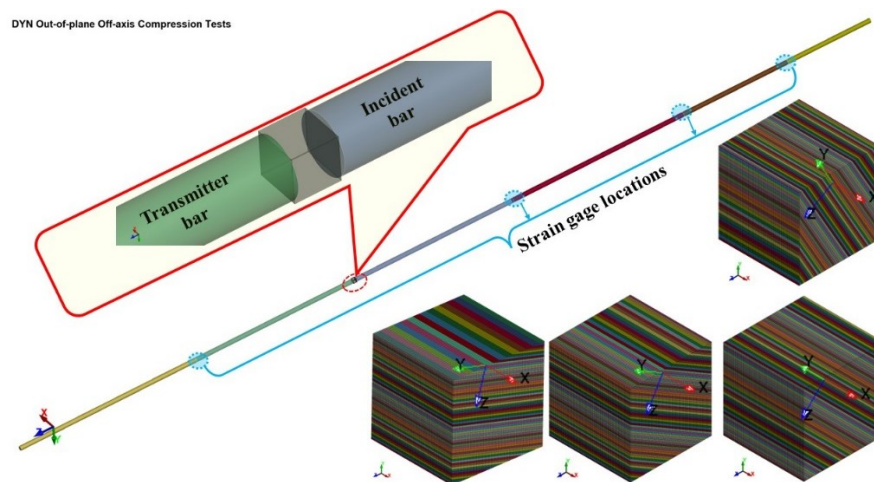 DYN Out-of-plane Off-axis Compression Tests
Incident
bar
Transmitter
bar
Strain gage locations
Y
X
Z
Y
X
Z
Y
X
Z
Y
X
Z
X
Z
Y